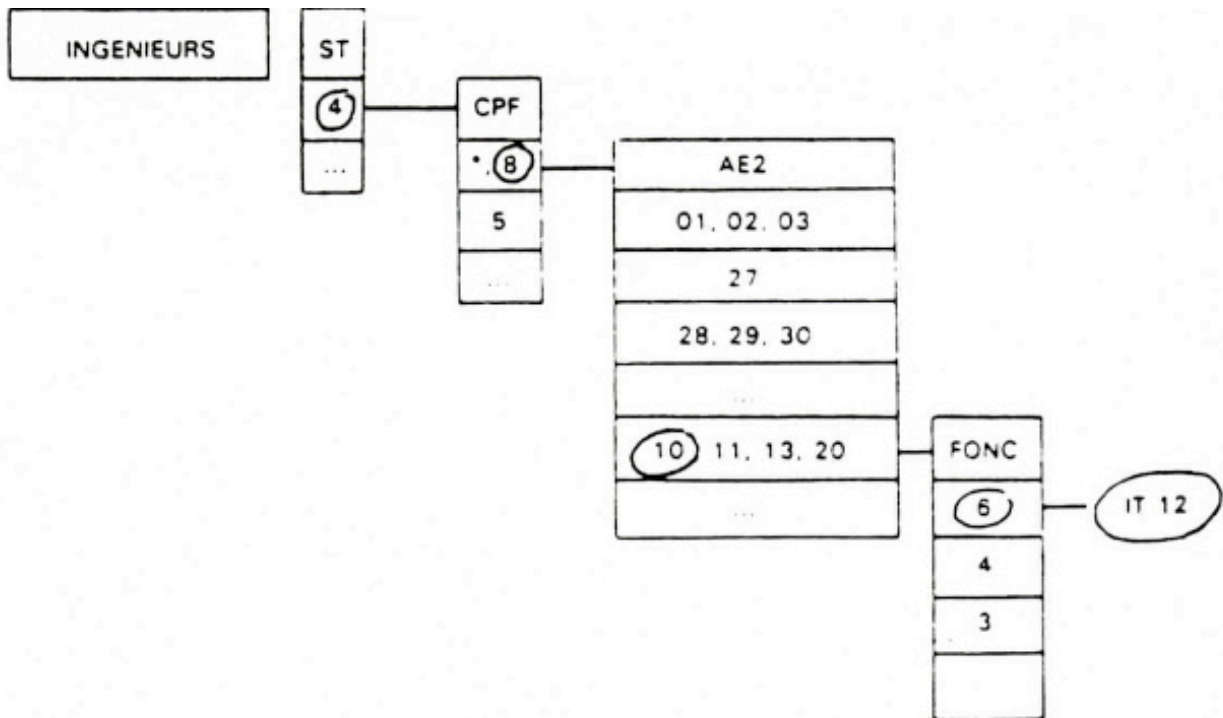 INGENIEURS
ST
4
...
CPF
*. 8
5
...
AE2
01, 02, 03
27
28, 29, 30
...
10 11, 13, 20
...
FONC
6
4
3
IT 12